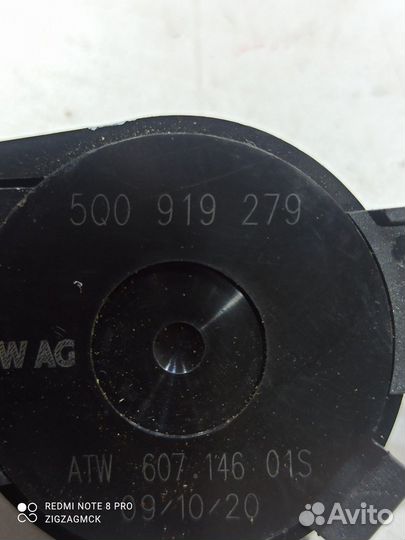 5Q0 919 279
W AG
ATW 607.146 01S
09/10/20
REDMI NOTE 8 PRO
ZIGZAGMCK
Avito